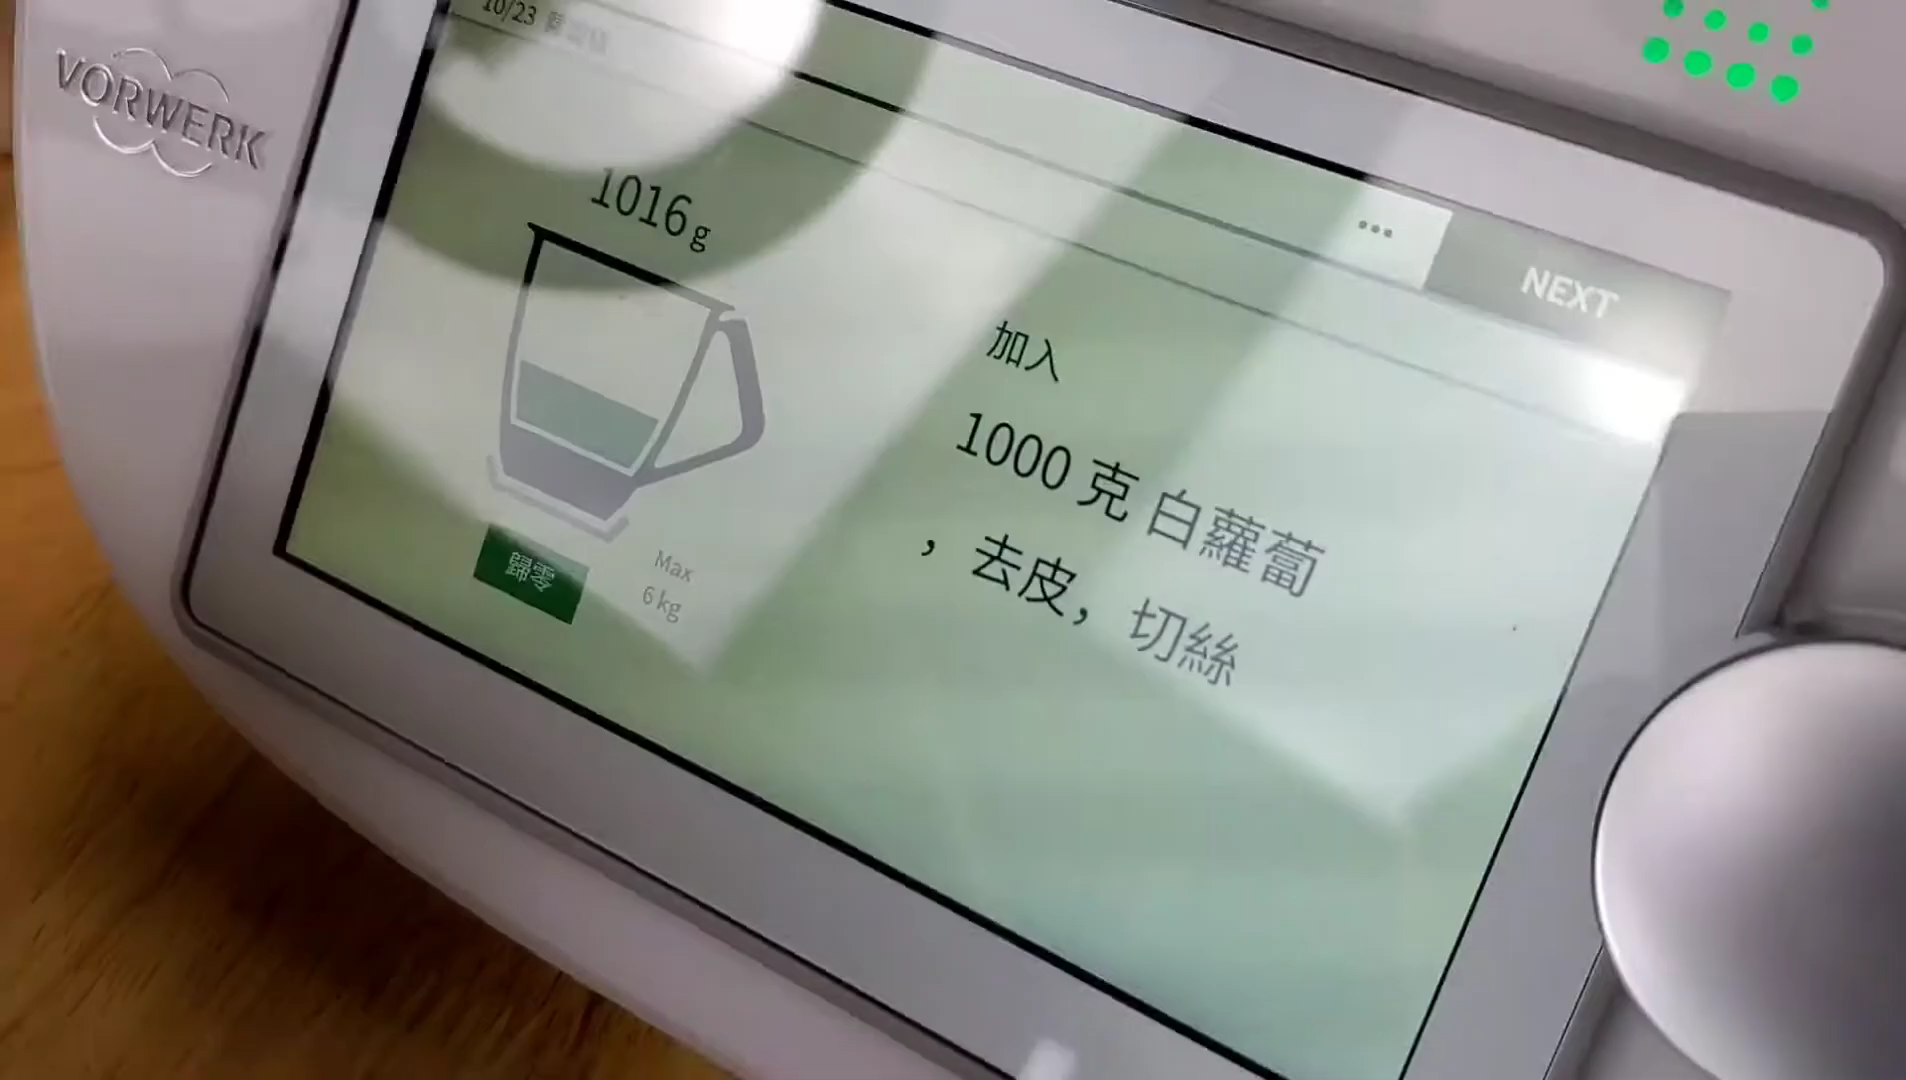 VORWERK
10/23
1016 g
...
NEXT
加入
1000 克 白蘿蔔
，去皮，切絲
歸零
Max
6 kg